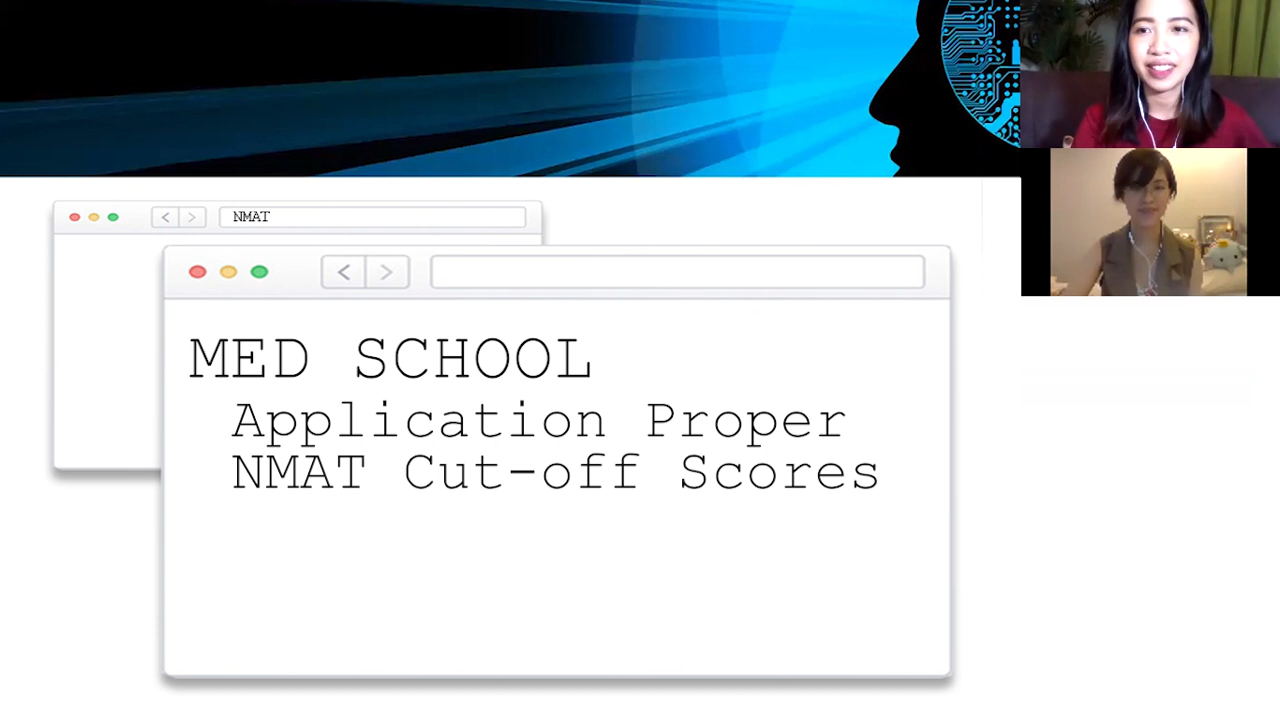 NMAT
MED SCHOOL
Application Proper
NMAT Cut-off Scores